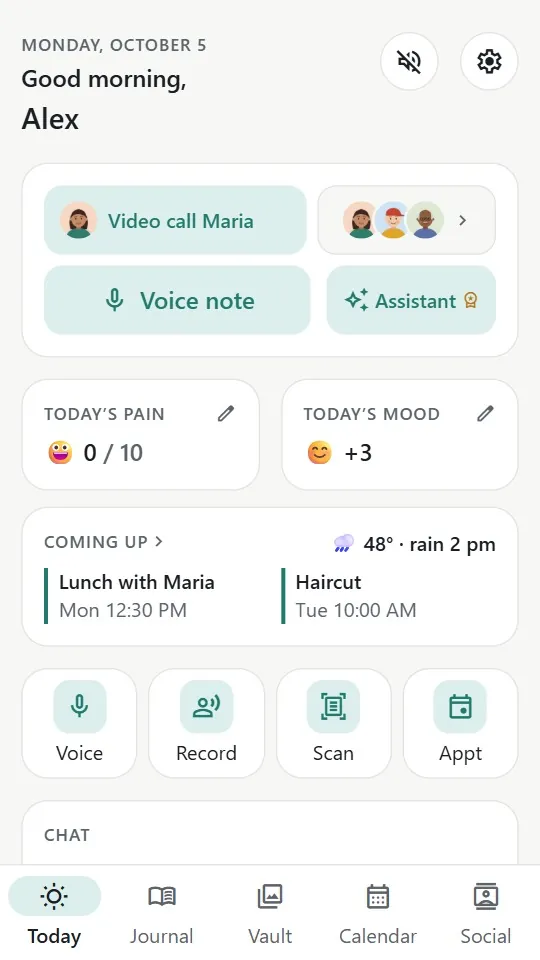 MONDAY, OCTOBER 5
Good morning,
Alex
Video call Maria
Voice note
Assistant
TODAY’S PAIN
0 / 10
TODAY’S MOOD
+3
COMING UP
48° · rain 2 pm
Lunch with Maria
Mon 12:30 PM
Haircut
Tue 10:00 AM
Voice
Record
Scan
Appt
CHAT
Today
Journal
Vault
Calendar
Social